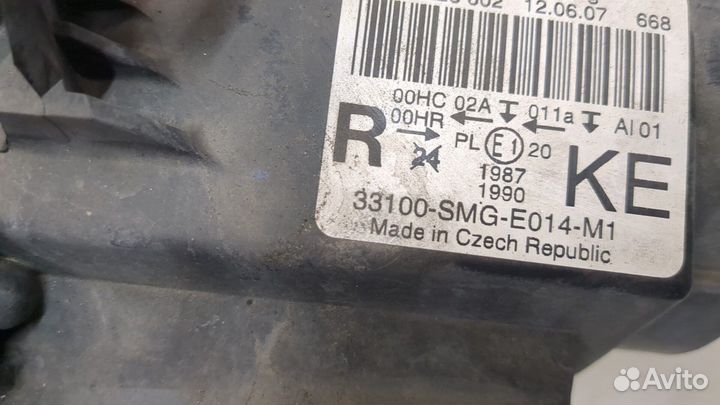 002 12.06.07 668
00HC 02A 011a AI 01
R 00HR
24 PL E1 20 KE
1987
1990
33100-SMG-E014-M1
Made in Czech Republic
Avito